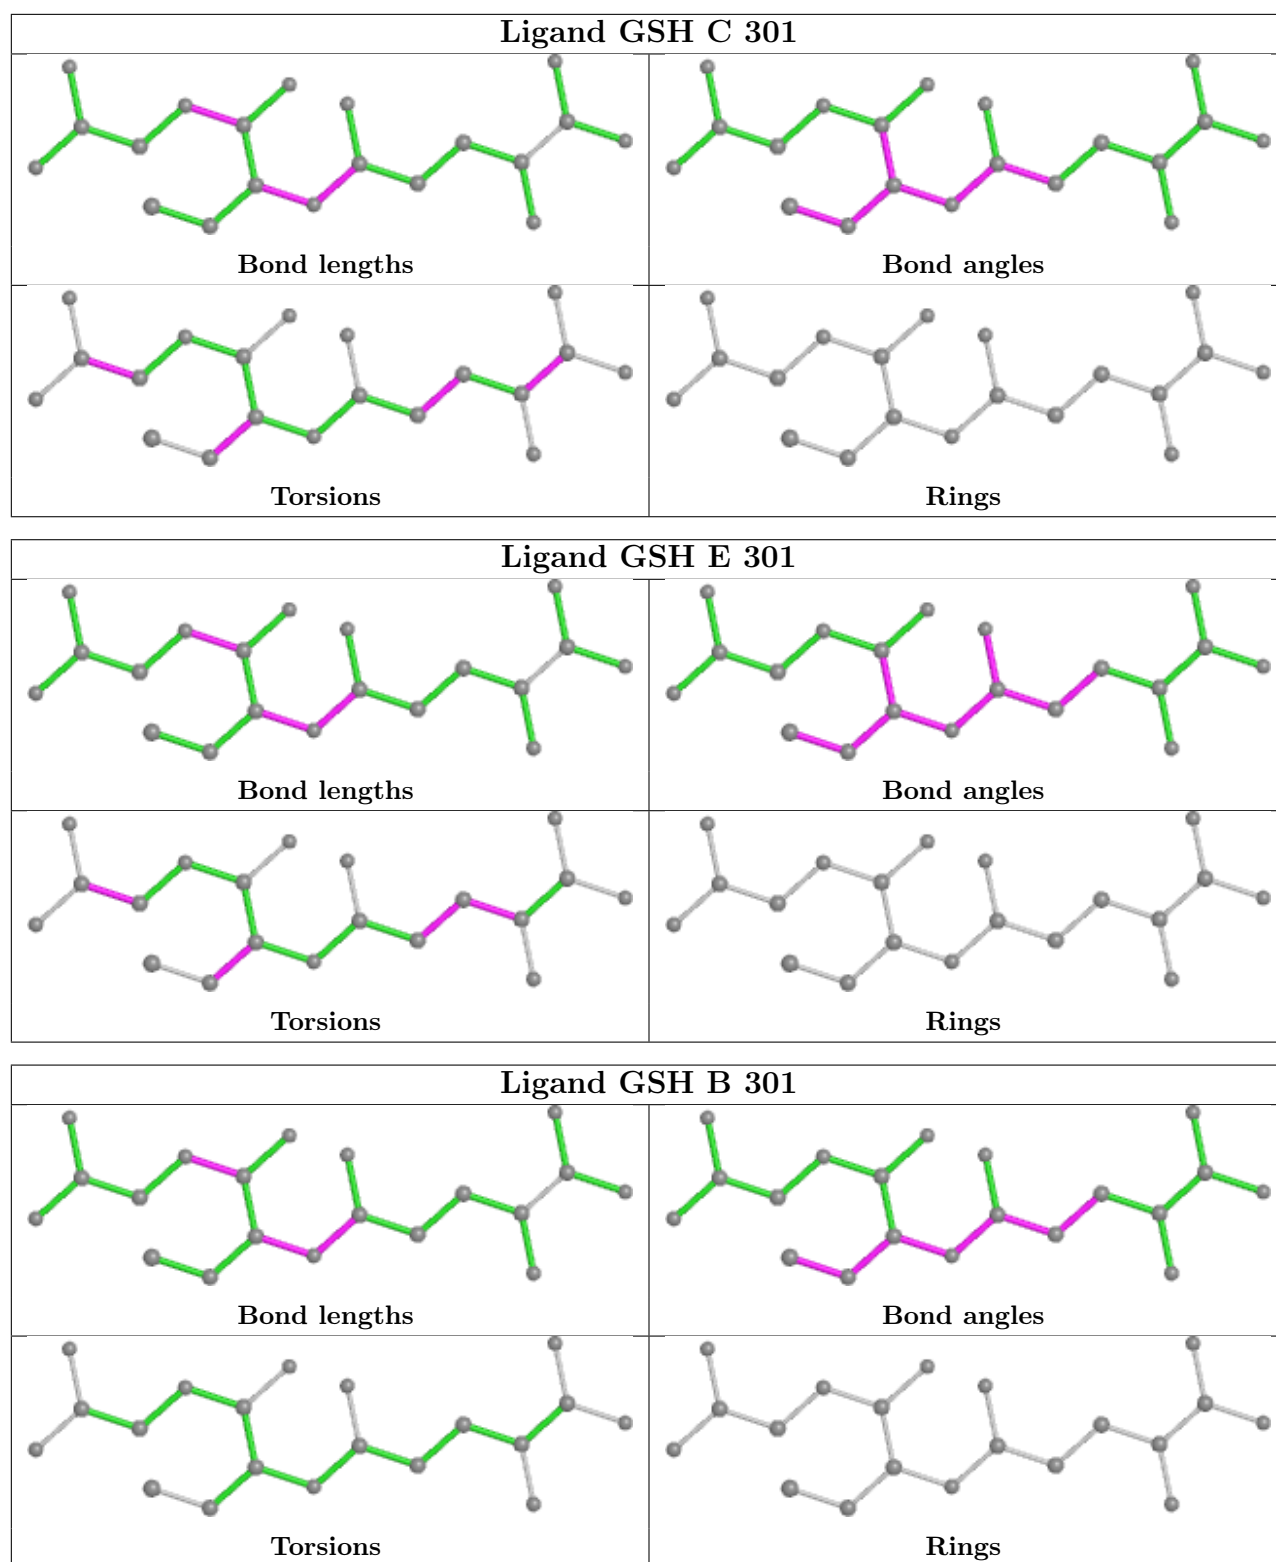 Ligand GSH C 301
Bond lengths
Bond angles
Torsions
Rings
Ligand GSH E 301
Bond lengths
Bond angles
Torsions
Rings
Ligand GSH B 301
Bond lengths
Bond angles
Torsions
Rings